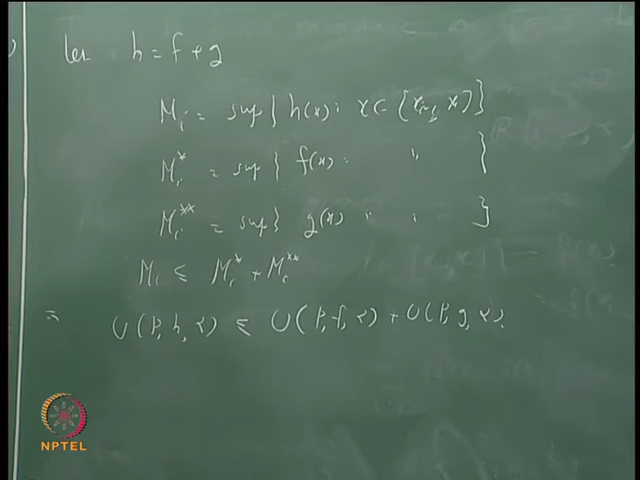 Let h = f + g
M_i = sup { h(x) : x ∈ [x_{i-1}, x_i] }
M_i^* = sup { f(x) : " }
M_i^{**} = sup { g(x) " " }
M_i ≤ M_i^* + M_i^{**}
⇒ U(P, h, α) ≤ U(P, f, α) + U(P, g, α).
NPTEL